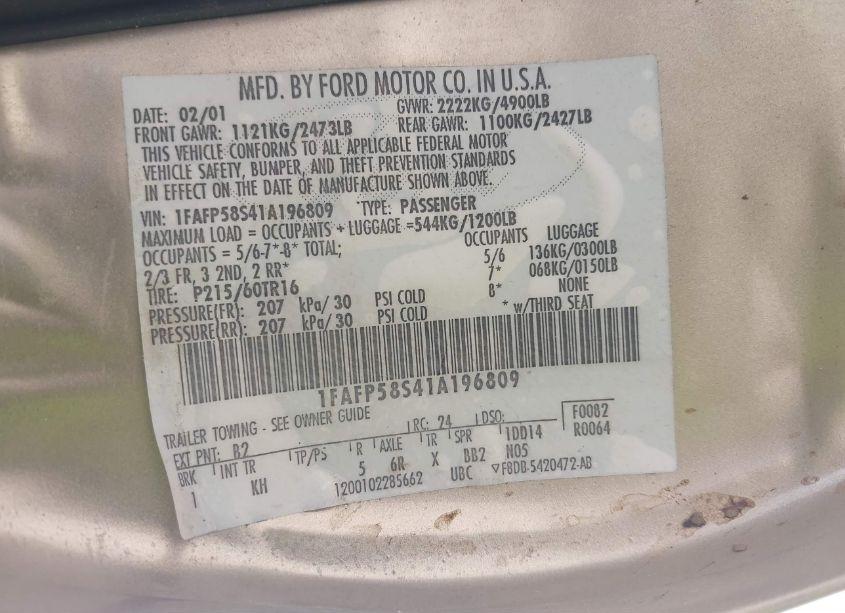 MFD. BY FORD MOTOR CO. IN U.S.A.
DATE: 02/01 GVWR: 2222KG/4900LB
FRONT GAWR: 1121KG/2473LB REAR GAWR: 1100KG/2427LB
THIS VEHICLE CONFORMS TO ALL APPLICABLE FEDERAL MOTOR
VEHICLE SAFETY, BUMPER, AND THEFT PREVENTION STANDARDS
IN EFFECT ON THE DATE OF MANUFACTURE SHOWN ABOVE.
VIN: 1FAFP58S41A196809 TYPE: PASSENGER
MAXIMUM LOAD = OCCUPANTS + LUGGAGE =544KG/1200LB
OCCUPANTS = 5/6-7*-8* TOTAL; OCCUPANTS LUGGAGE
2/3 FR, 3 2ND, 2 RR* 5/6 136KG/0300LB
TIRE: P215/60TR16 7* 068KG/0150LB
PRESSURE(FR): 207 kPa/ 30 PSI COLD 8* NONE
PRESSURE(RR): 207 kPa/ 30 PSI COLD * w/THIRD SEAT
1FAFP58S41A196809
TRAILER TOWING - SEE OWNER GUIDE
EXT PNT: B2 RC: 24 DSO: F0082
BRK INT TR TP/PS R AXLE TR SPR 1DD14 R0064
1 KH 5 6R X BB2 N05
1200102285662 UBC ▽F8DB-5420472-AB